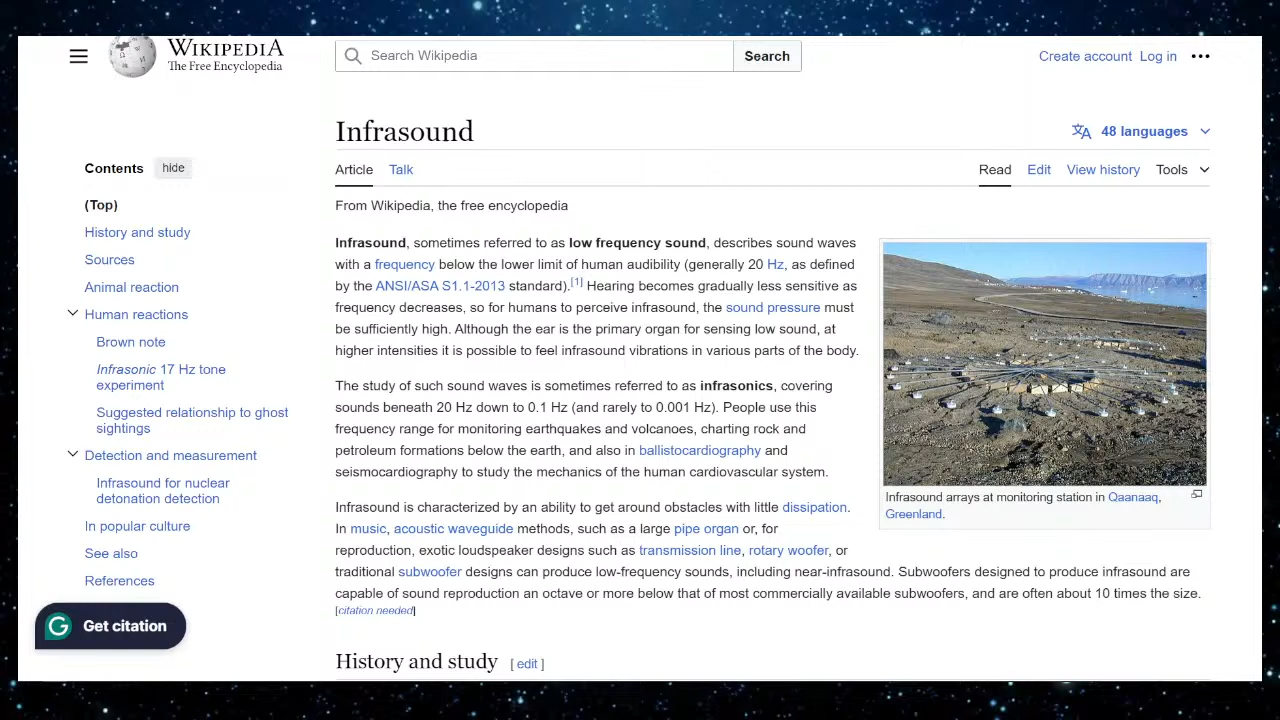 WIKIPEDIA
The Free Encyclopedia
Search Wikipedia
Search
Create account Log in
Infrasound
48 languages
Contents hide
Article Talk
Read Edit View history Tools
(Top)
History and study
Sources
Animal reaction
Human reactions
Brown note
Infrasonic 17 Hz tone
experiment
Suggested relationship to ghost
sightings
Detection and measurement
Infrasound for nuclear
detonation detection
In popular culture
See also
References
Get citation
From Wikipedia, the free encyclopedia
Infrasound, sometimes referred to as low frequency sound, describes sound waves
with a frequency below the lower limit of human audibility (generally 20 Hz, as defined
by the ANSI/ASA S1.1-2013 standard).[1] Hearing becomes gradually less sensitive as
frequency decreases, so for humans to perceive infrasound, the sound pressure must
be sufficiently high. Although the ear is the primary organ for sensing low sound, at
higher intensities it is possible to feel infrasound vibrations in various parts of the body.
The study of such sound waves is sometimes referred to as infrasonics, covering
sounds beneath 20 Hz down to 0.1 Hz (and rarely to 0.001 Hz). People use this
frequency range for monitoring earthquakes and volcanoes, charting rock and
petroleum formations below the earth, and also in ballistocardiography and
seismocardiography to study the mechanics of the human cardiovascular system.
Infrasound arrays at monitoring station in Qaanaaq,
Greenland.
Infrasound is characterized by an ability to get around obstacles with little dissipation.
In music, acoustic waveguide methods, such as a large pipe organ or, for
reproduction, exotic loudspeaker designs such as transmission line, rotary woofer, or
traditional subwoofer designs can produce low-frequency sounds, including near-infrasound. Subwoofers designed to produce infrasound are
capable of sound reproduction an octave or more below that of most commercially available subwoofers, and are often about 10 times the size.
[citation needed]
History and study [ edit ]